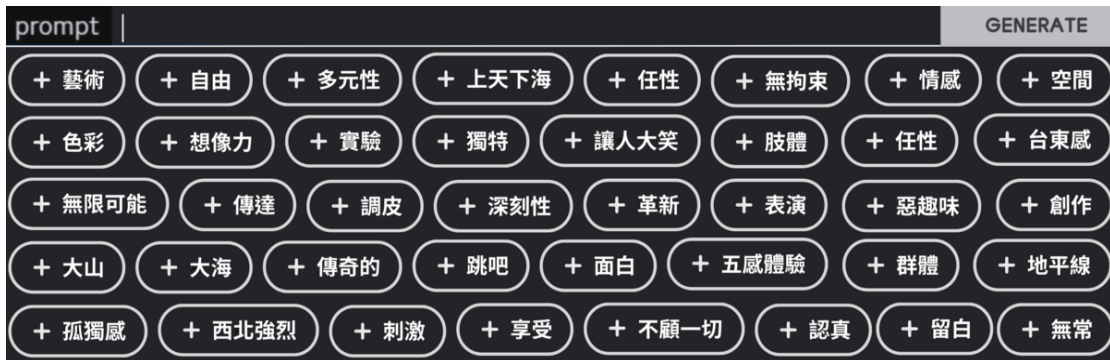 prompt | GENERATE
+ 藝術 + 自由 + 多元性 + 上天下海 + 任性 + 無拘束 + 情感 + 空間
+ 色彩 + 想像力 + 實驗 + 獨特 + 讓人大笑 + 肢體 + 任性 + 台東感
+ 無限可能 + 傳達 + 調皮 + 深刻性 + 革新 + 表演 + 惡趣味 + 創作
+ 大山 + 大海 + 傳奇的 + 跳吧 + 面白 + 五感體驗 + 群體 + 地平線
+ 孤獨感 + 西北強烈 + 刺激 + 享受 + 不顧一切 + 認真 + 留白 + 無常